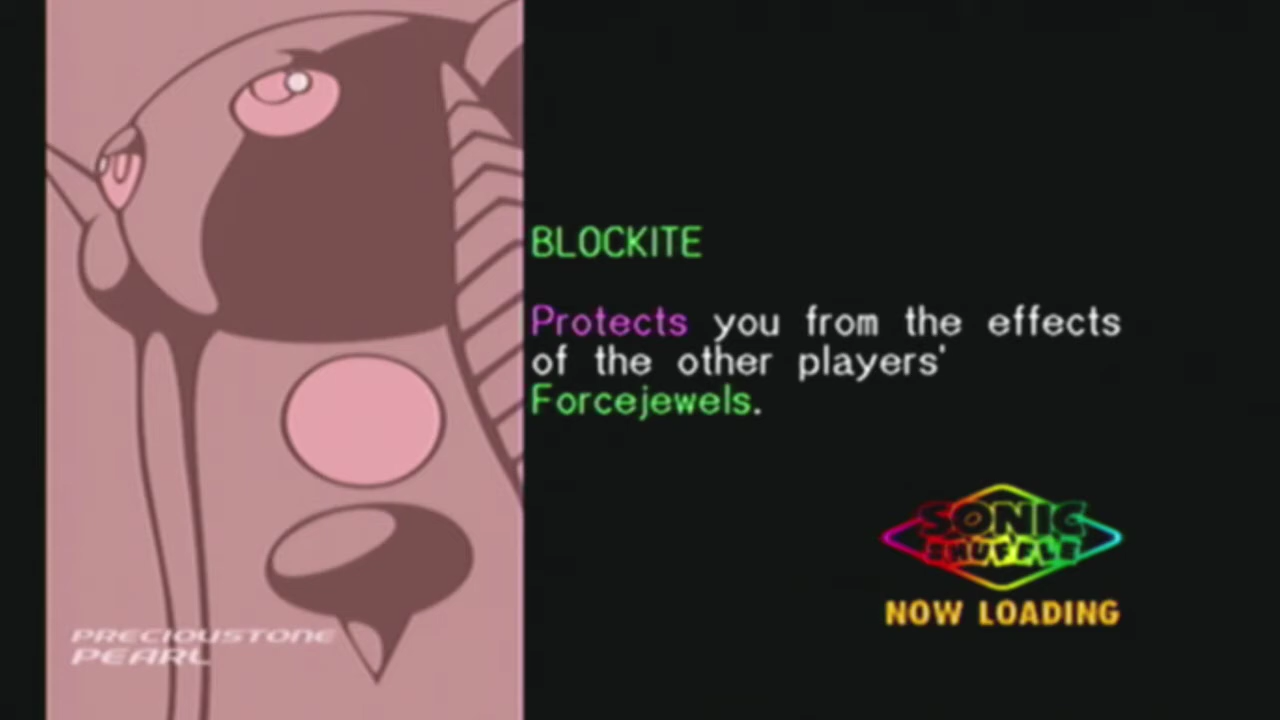 BLOCKITE
Protects you from the effects
of the other players'
Forcejewels.
SONIC
SHUFFLE
NOW LOADING
PRECIOUSTONE
PEARL